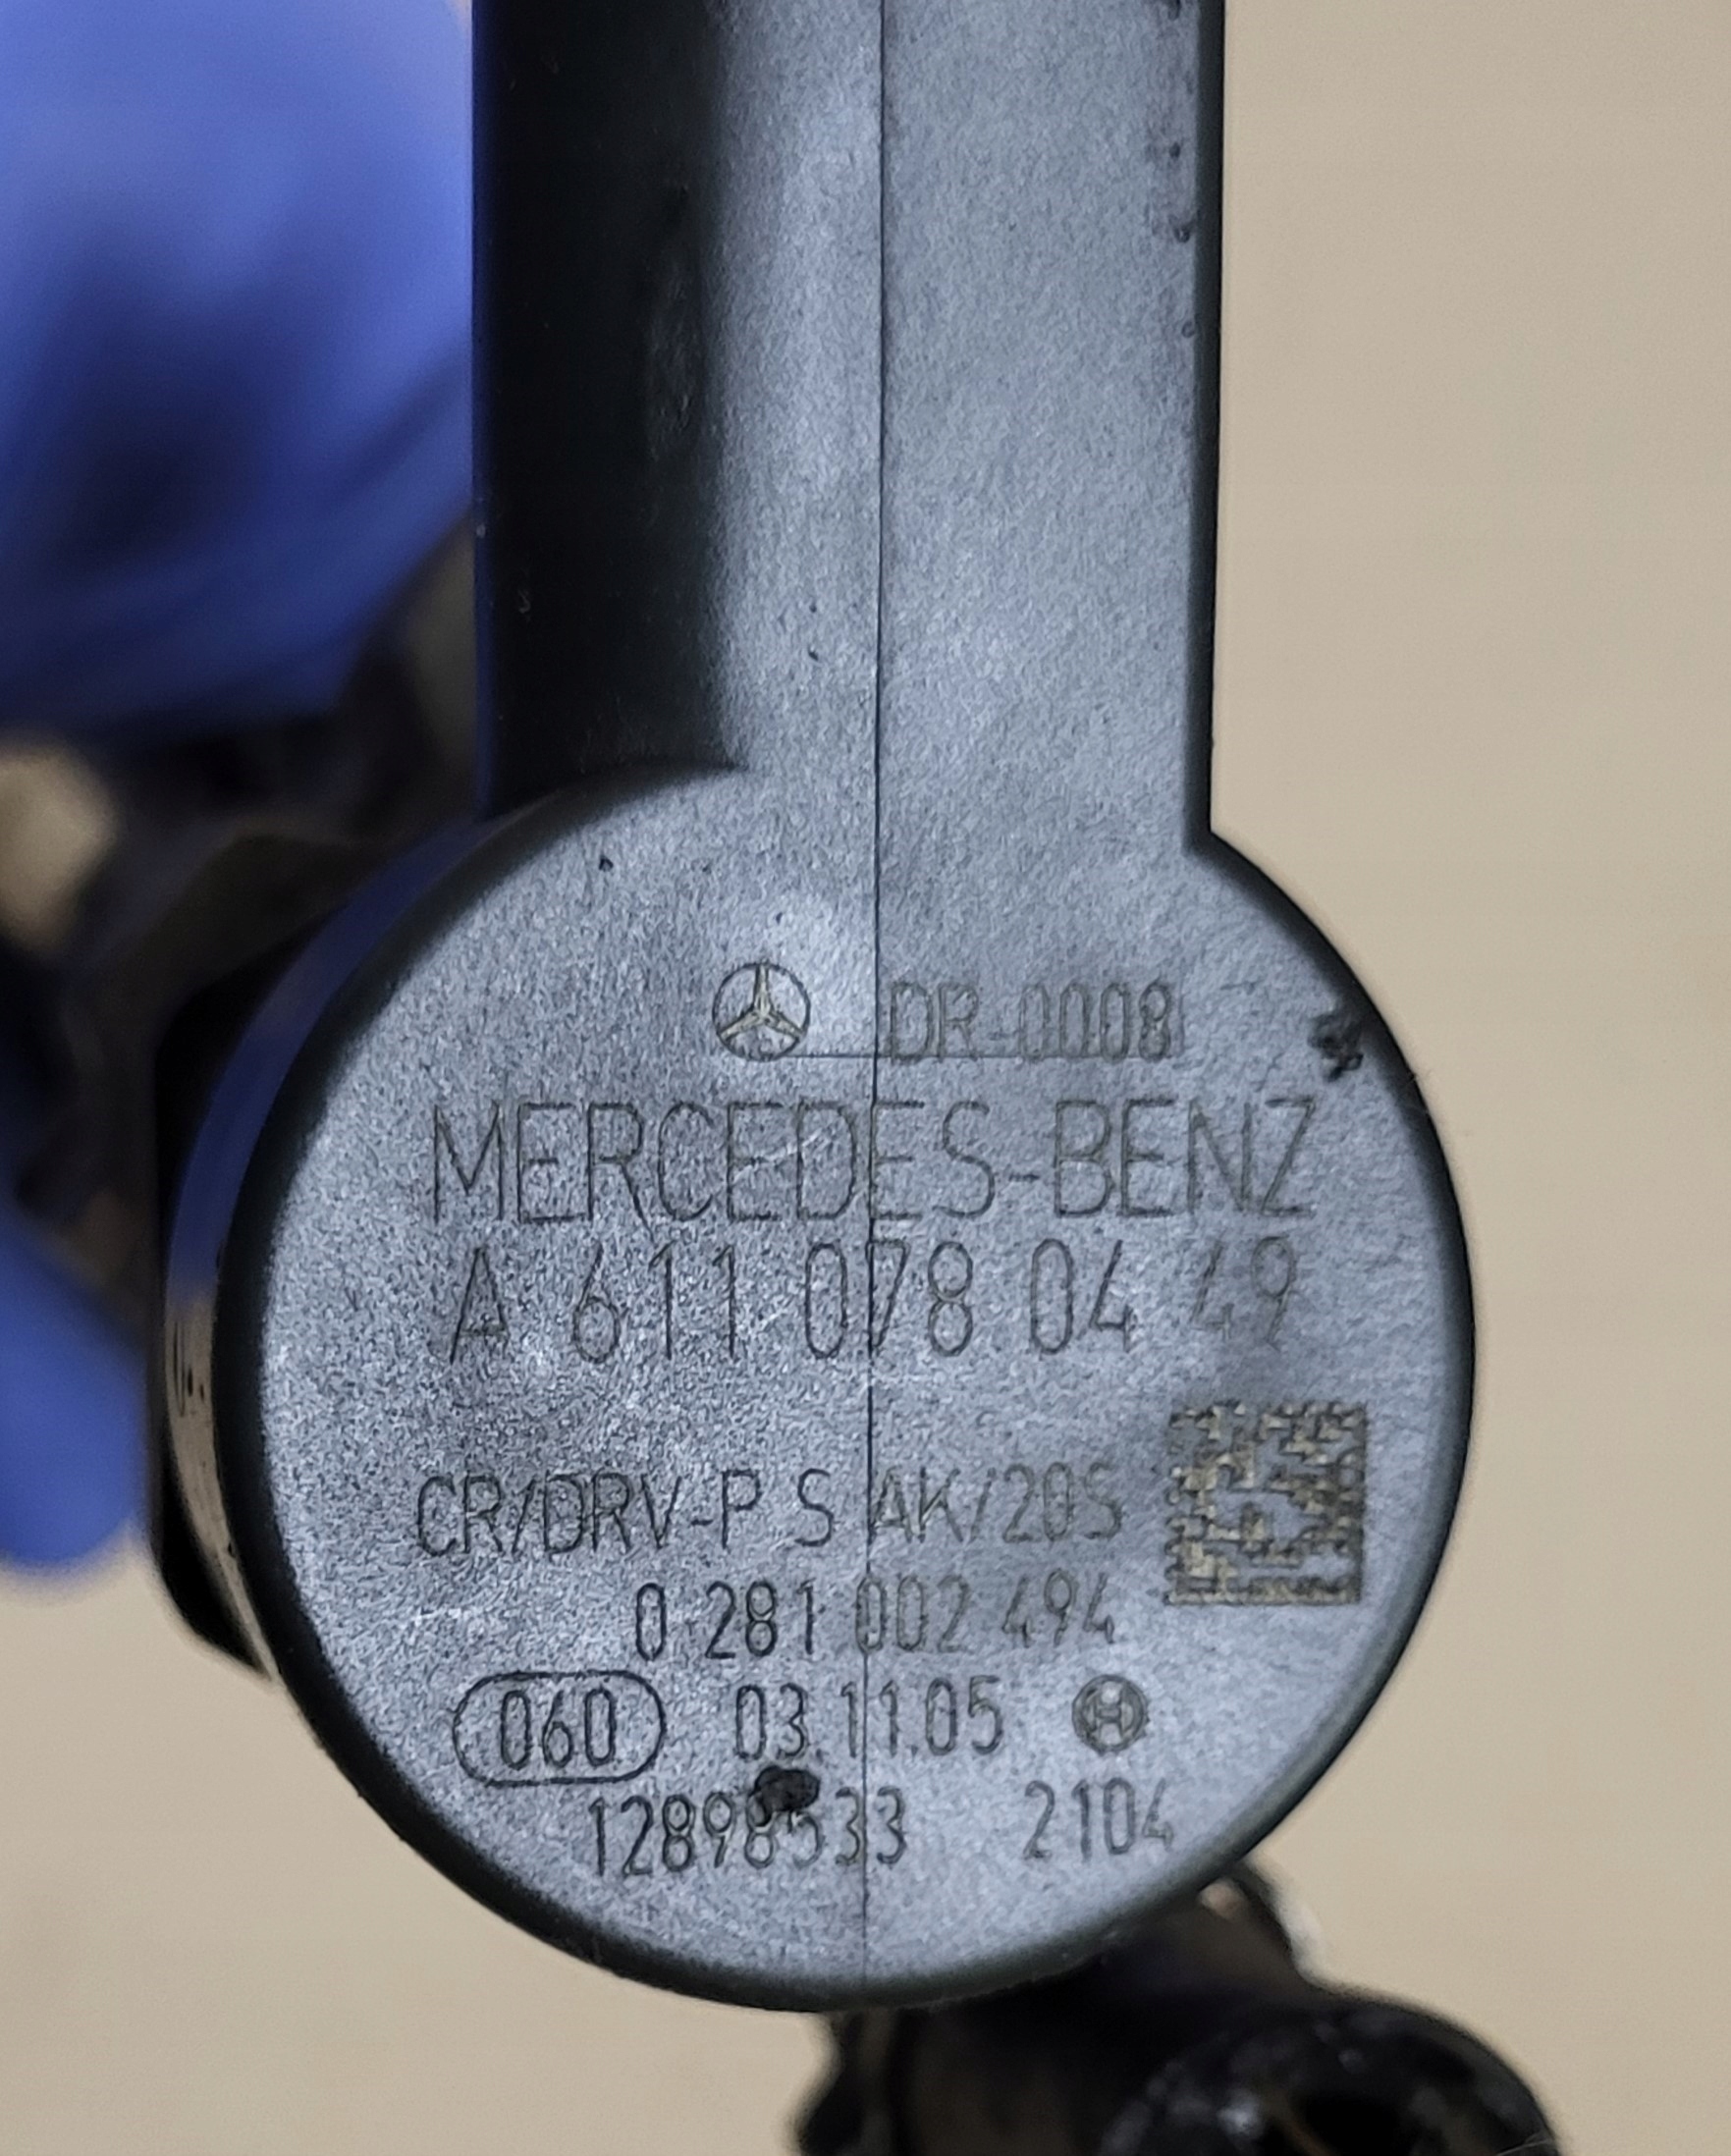 DR-0008
MERCEDES-BENZ
A 611 078 04 49
CR/DRV-P S AK/20S
0 281 002 494
060 03.11.05
12898533 2104